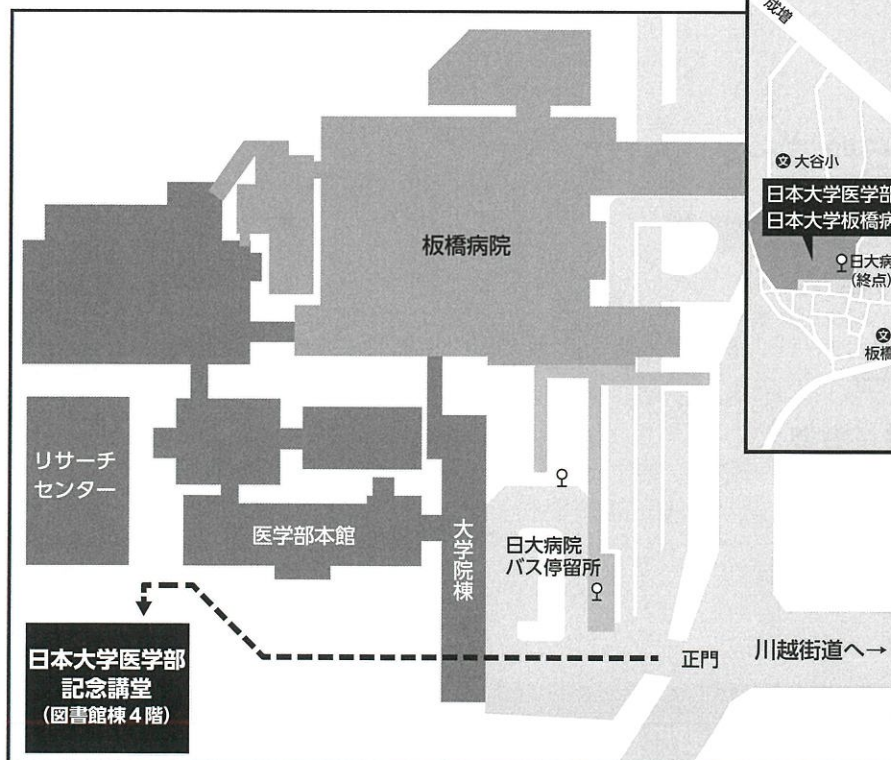 成増
大谷小
日本大学医学部
日本大学板橋病
日大病
(終点)
板橋
板橋病院
リサーチ
センター
医学部本館
大学院棟
日大病院
バス停留所
日本大学医学部
記念講堂
(図書館棟4階)
正門
川越街道へ→